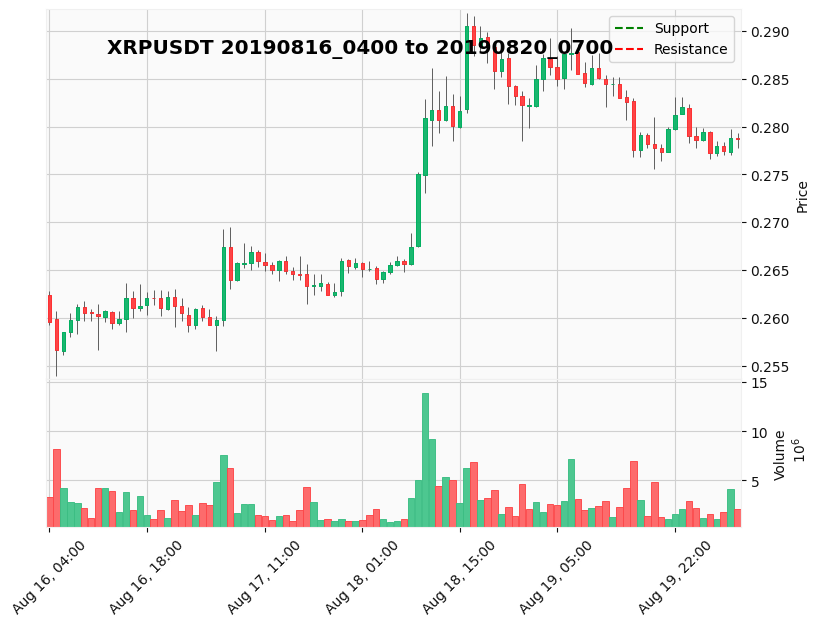 XRPUSDT 20190816_0400 to 20190820_0700
Support
Resistance
0.290
0.285
0.280
0.275
0.270
0.265
0.260
0.255
Price
15
10
5
Volume
10^6
Aug 16, 04:00
Aug 16, 18:00
Aug 17, 11:00
Aug 18, 01:00
Aug 18, 15:00
Aug 19, 05:00
Aug 19, 22:00